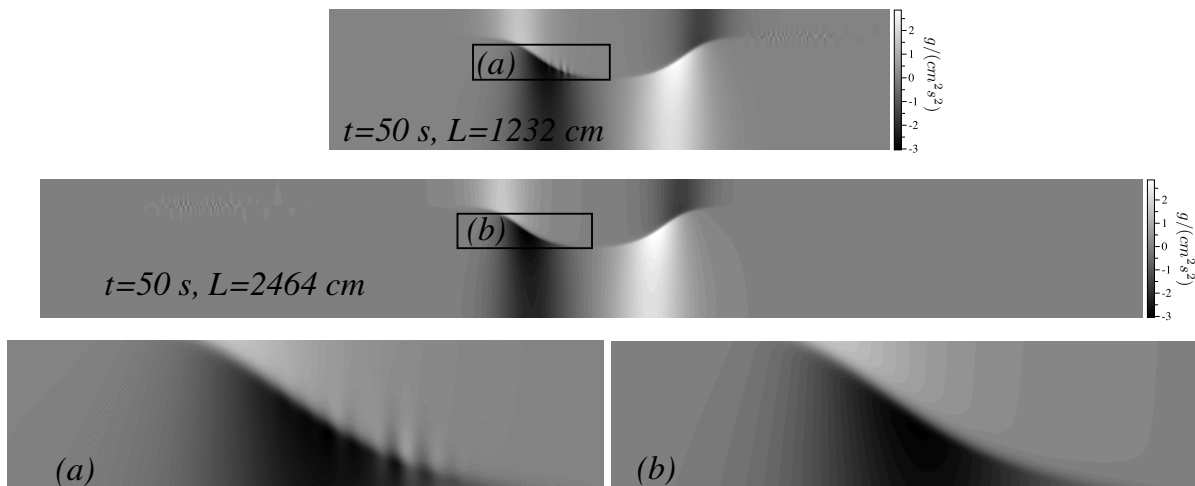 2
1
0
-1
-2
-3
g/(cm²s²)
(a)
t=50 s, L=1232 cm
2
1
0
-1
-2
-3
g/(cm²s²)
(b)
t=50 s, L=2464 cm
(a)
(b)